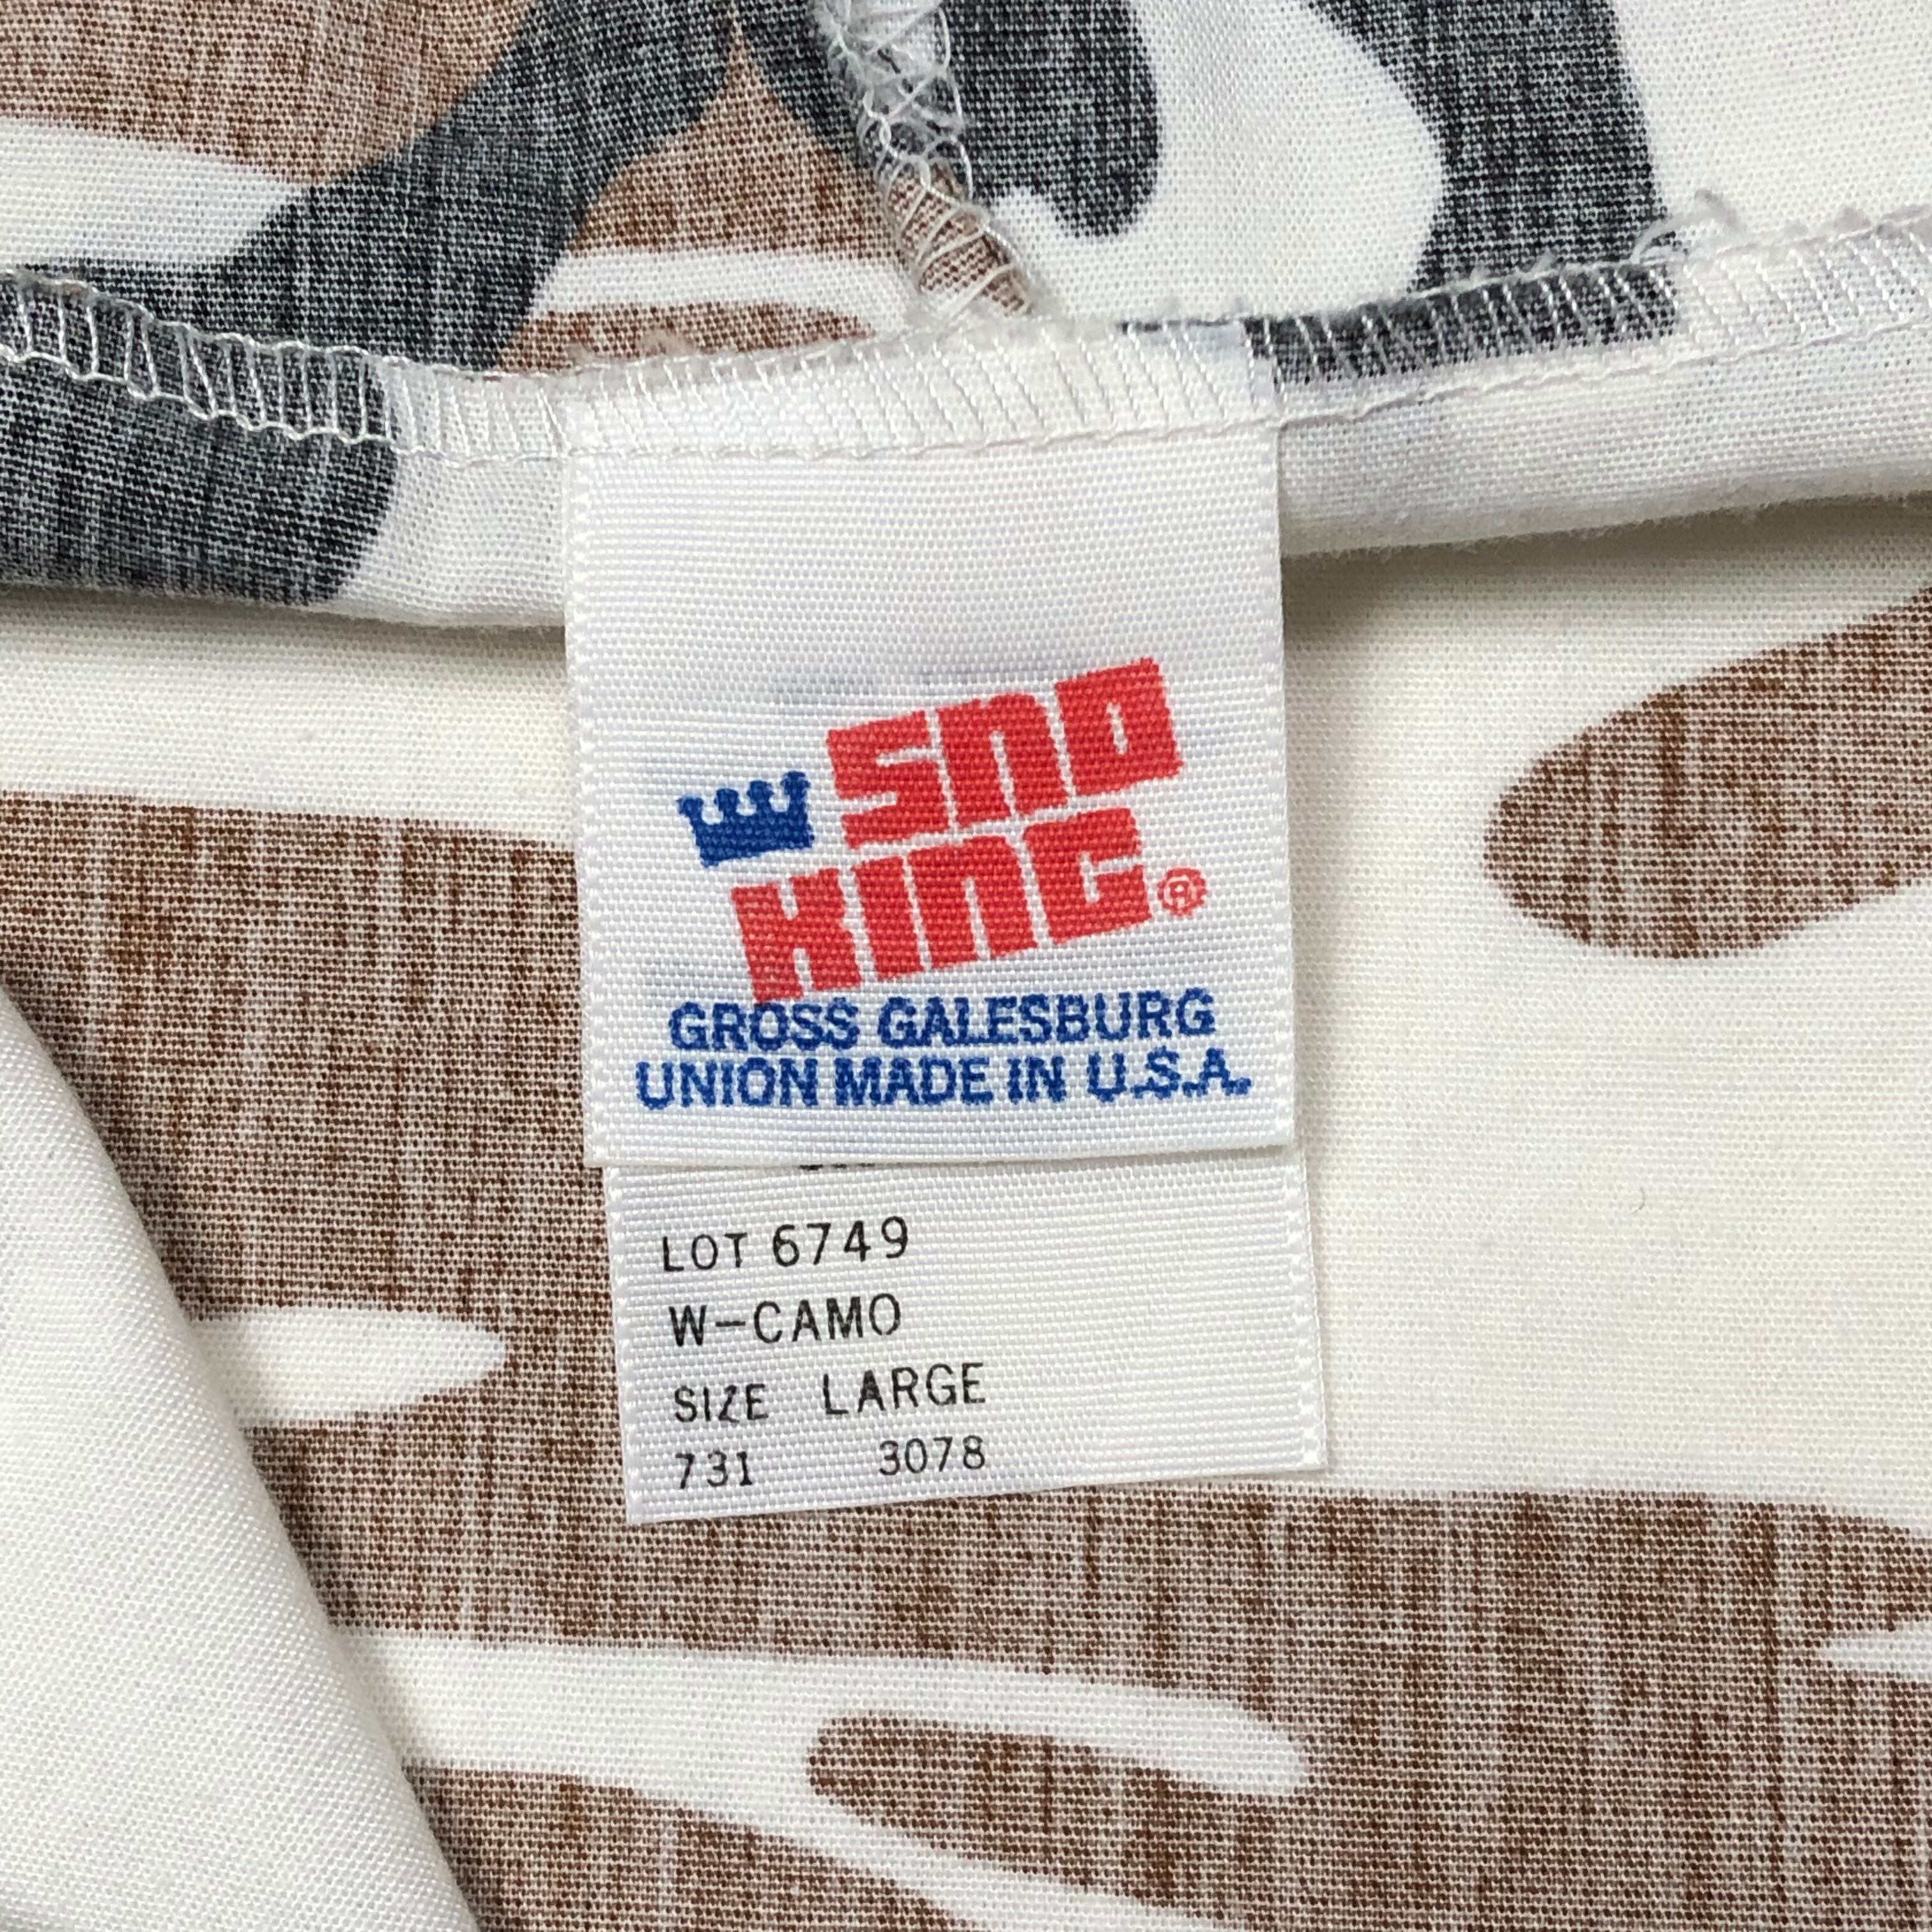 SNO
KING®
GROSS GALESBURG
UNION MADE IN U.S.A.
LOT 6749
W-CAMO
SIZE LARGE
731 3078